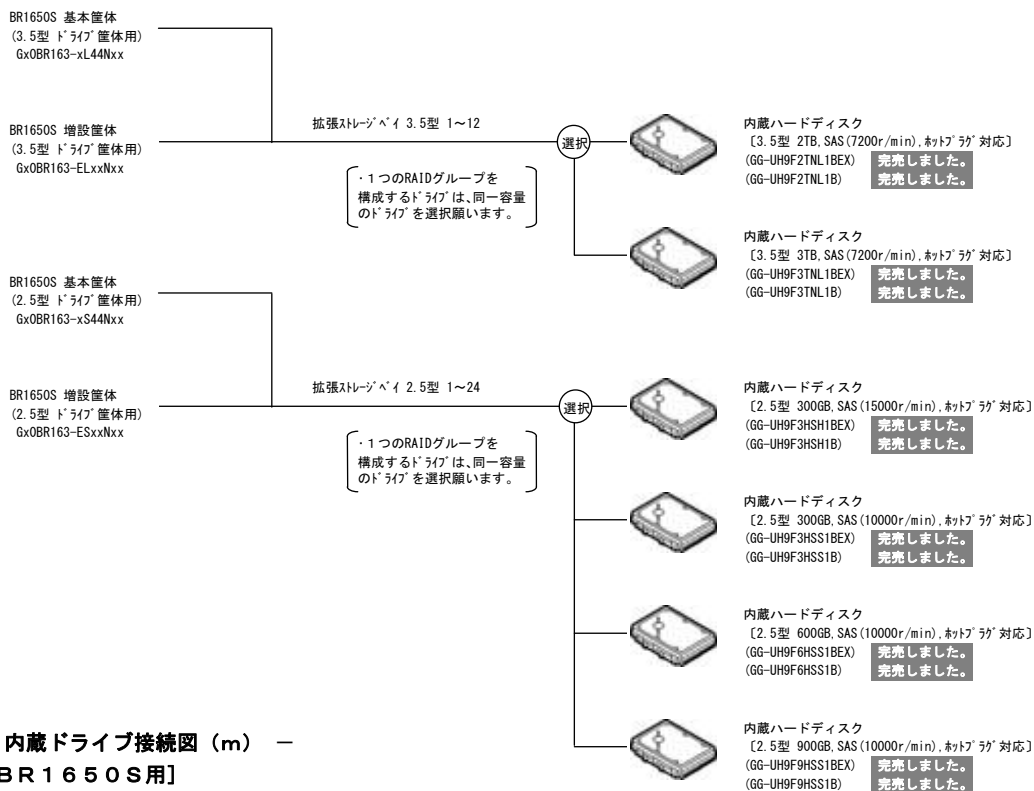 BR1650S 基本筐体
(3.5型 ﾄﾞﾗｲﾌﾞ筐体用)
Gx0BR163-xL44Nxx
BR1650S 増設筐体
(3.5型 ﾄﾞﾗｲﾌﾞ筐体用)
Gx0BR163-ELxxNxx
拡張ｽﾄﾚｰｼﾞﾍﾞｲ 3.5型 1～12
・１つのRAIDグループを
構成するﾄﾞﾗｲﾌﾞは、同一容量
のﾄﾞﾗｲﾌﾞを選択願います。
選択
内蔵ハードディスク
〔3.5型 2TB,SAS(7200r/min),ﾎｯﾄﾌﾟﾗｸﾞ対応〕
(GG-UH9F2TNL1BEX) 完売しました。
(GG-UH9F2TNL1B) 完売しました。
内蔵ハードディスク
〔3.5型 3TB,SAS(7200r/min),ﾎｯﾄﾌﾟﾗｸﾞ対応〕
(GG-UH9F3TNL1BEX) 完売しました。
(GG-UH9F3TNL1B) 完売しました。
BR1650S 基本筐体
(2.5型 ﾄﾞﾗｲﾌﾞ筐体用)
Gx0BR163-xS44Nxx
BR1650S 増設筐体
(2.5型 ﾄﾞﾗｲﾌﾞ筐体用)
Gx0BR163-ESxxNxx
拡張ｽﾄﾚｰｼﾞﾍﾞｲ 2.5型 1～24
・１つのRAIDグループを
構成するﾄﾞﾗｲﾌﾞは、同一容量
のﾄﾞﾗｲﾌﾞを選択願います。
選択
内蔵ハードディスク
〔2.5型 300GB,SAS(15000r/min),ﾎｯﾄﾌﾟﾗｸﾞ対応〕
(GG-UH9F3HSH1BEX) 完売しました。
(GG-UH9F3HSH1B) 完売しました。
内蔵ハードディスク
〔2.5型 300GB,SAS(10000r/min),ﾎｯﾄﾌﾟﾗｸﾞ対応〕
(GG-UH9F3HSS1BEX) 完売しました。
(GG-UH9F3HSS1B) 完売しました。
内蔵ハードディスク
〔2.5型 600GB,SAS(10000r/min),ﾎｯﾄﾌﾟﾗｸﾞ対応〕
(GG-UH9F6HSS1BEX) 完売しました。
(GG-UH9F6HSS1B) 完売しました。
内蔵ハードディスク
〔2.5型 900GB,SAS(10000r/min),ﾎｯﾄﾌﾟﾗｸﾞ対応〕
(GG-UH9F9HSS1BEX) 完売しました。
(GG-UH9F9HSS1B) 完売しました。
内蔵ドライブ接続図（ｍ） －
ＢＲ１６５０Ｓ用]